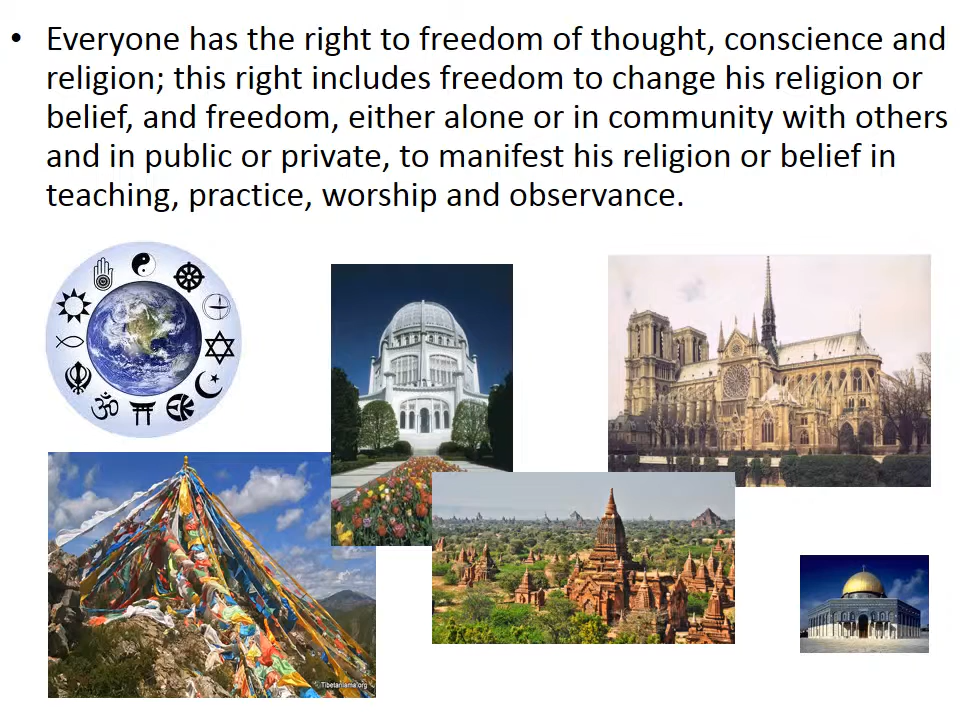 • Everyone has the right to freedom of thought, conscience and
religion; this right includes freedom to change his religion or
belief, and freedom, either alone or in community with others
and in public or private, to manifest his religion or belief in
teaching, practice, worship and observance.
©Tibetanama.org